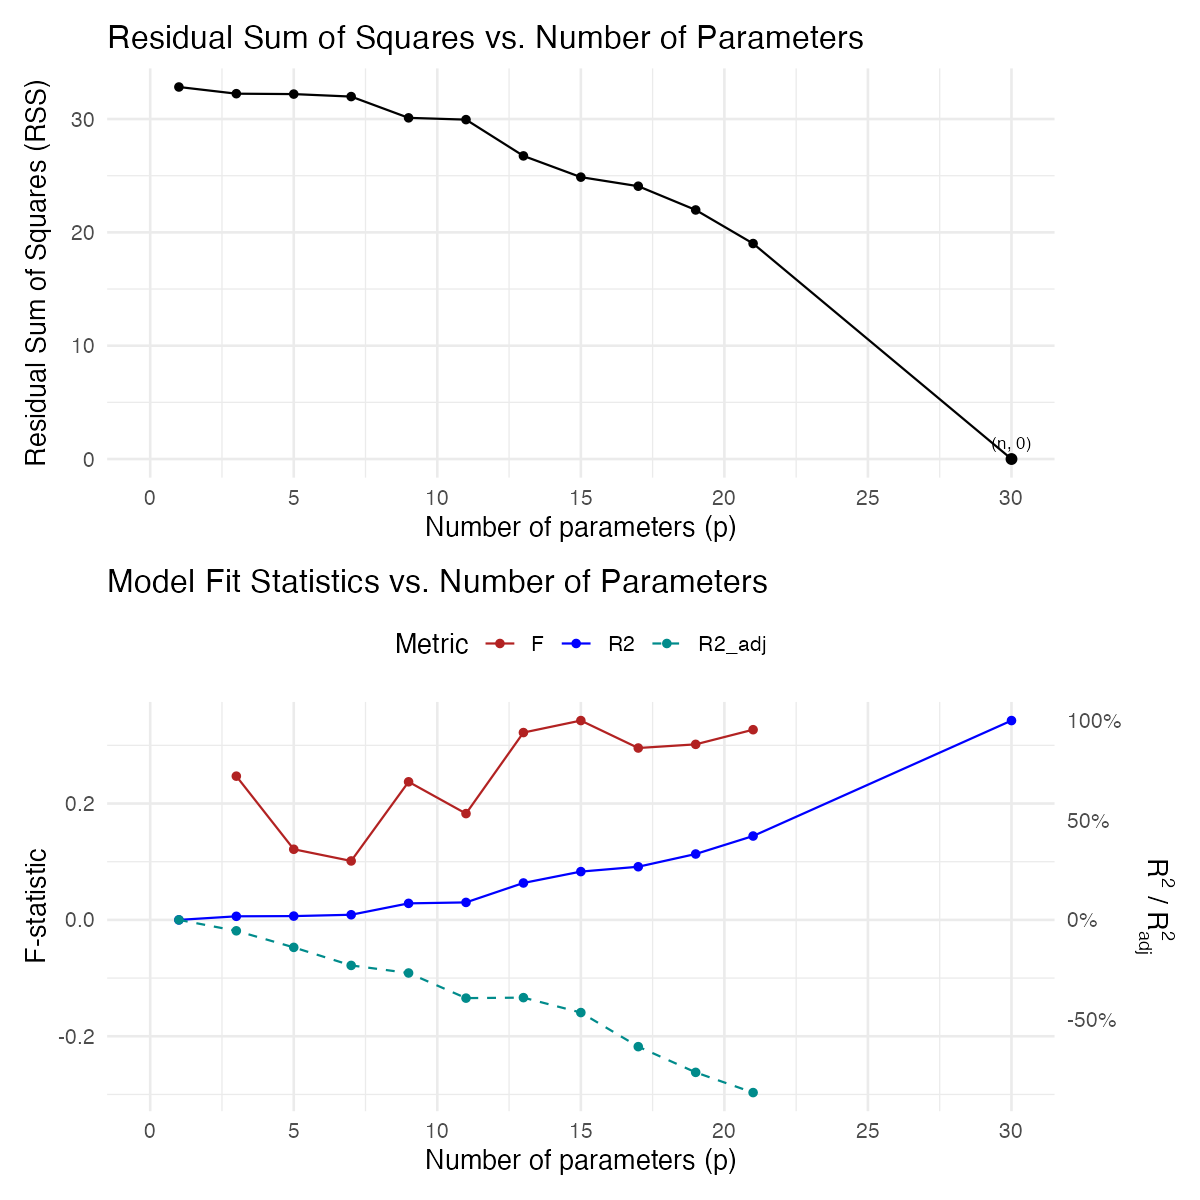 Residual Sum of Squares vs. Number of Parameters
Residual Sum of Squares (RSS)
30
20
10
0
(n, 0)
0 5 10 15 20 25 30
Number of parameters (p)
Model Fit Statistics vs. Number of Parameters
Metric F R2 R2_adj
F-statistic
0.2
0.0
-0.2
100%
50%
0%
-50%
R² / R²adj
0 5 10 15 20 25 30
Number of parameters (p)